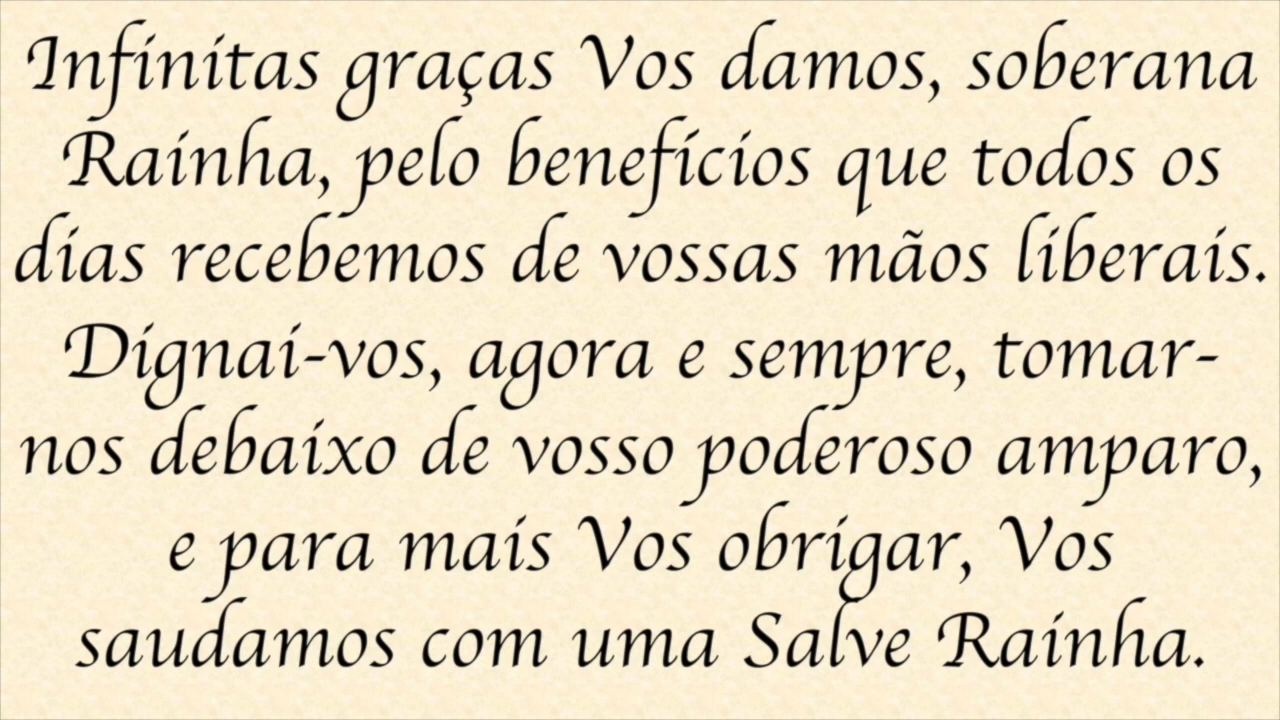 Infinitas graças Vos damos, soberana
Rainha, pelo benefícios que todos os
dias recebemos de vossas mãos liberais.
Dignai-vos, agora e sempre, tomar-
nos debaixo de vosso poderoso amparo,
e para mais Vos obrigar, Vos
saudamos com uma Salve Rainha.